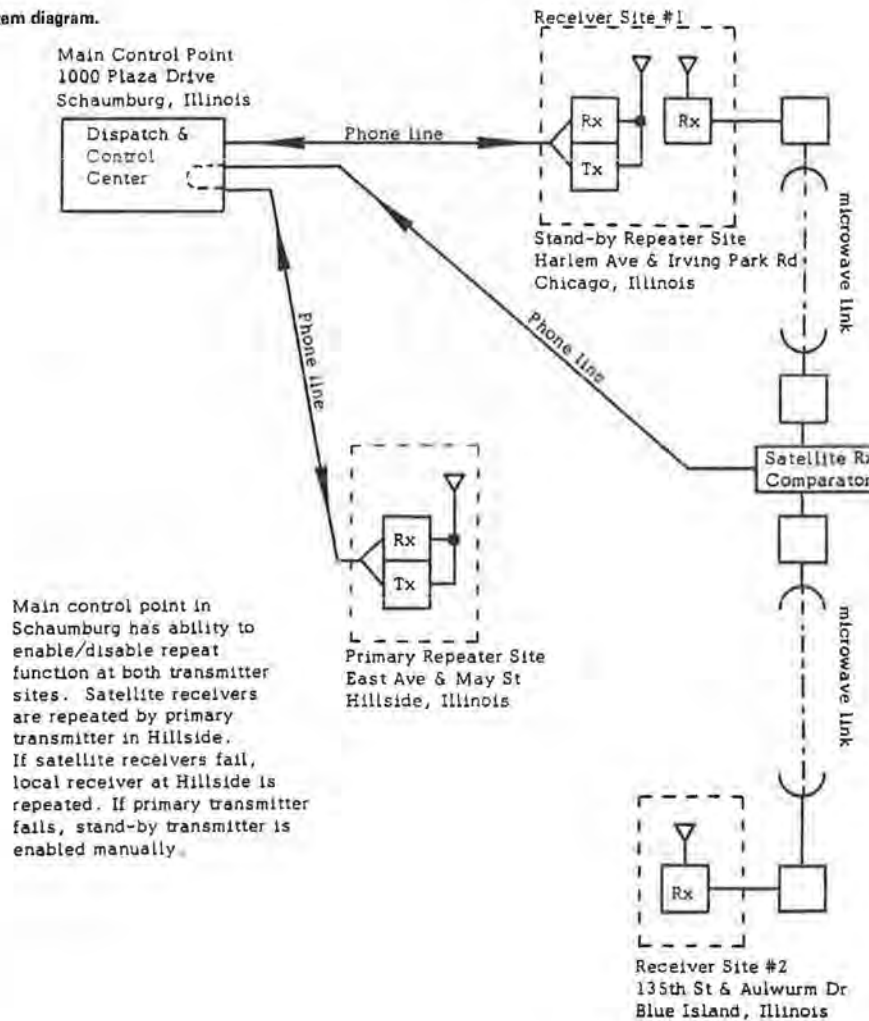 em diagram.
Receiver Site #1
Main Control Point
1000 Plaza Drive
Schaumburg, Illinois
Dispatch &
Control
Center
Phone line
Rx
Tx
Rx
microwave link
Stand-by Repeater Site
Harlem Ave & Irving Park Rd
Chicago, Illinois
Phone line
Phone line
Satellite Rx
Comparator
Rx
Tx
Primary Repeater Site
East Ave & May St
Hillside, Illinois
Main control point in
Schaumburg has ability to
enable/disable repeat
function at both transmitter
sites. Satellite receivers
are repeated by primary
transmitter in Hillside.
If satellite receivers fail,
local receiver at Hillside is
repeated. If primary transmitter
fails, stand-by transmitter is
enabled manually.
microwave link
Rx
Receiver Site #2
135th St & Aulwurm Dr
Blue Island, Illinois